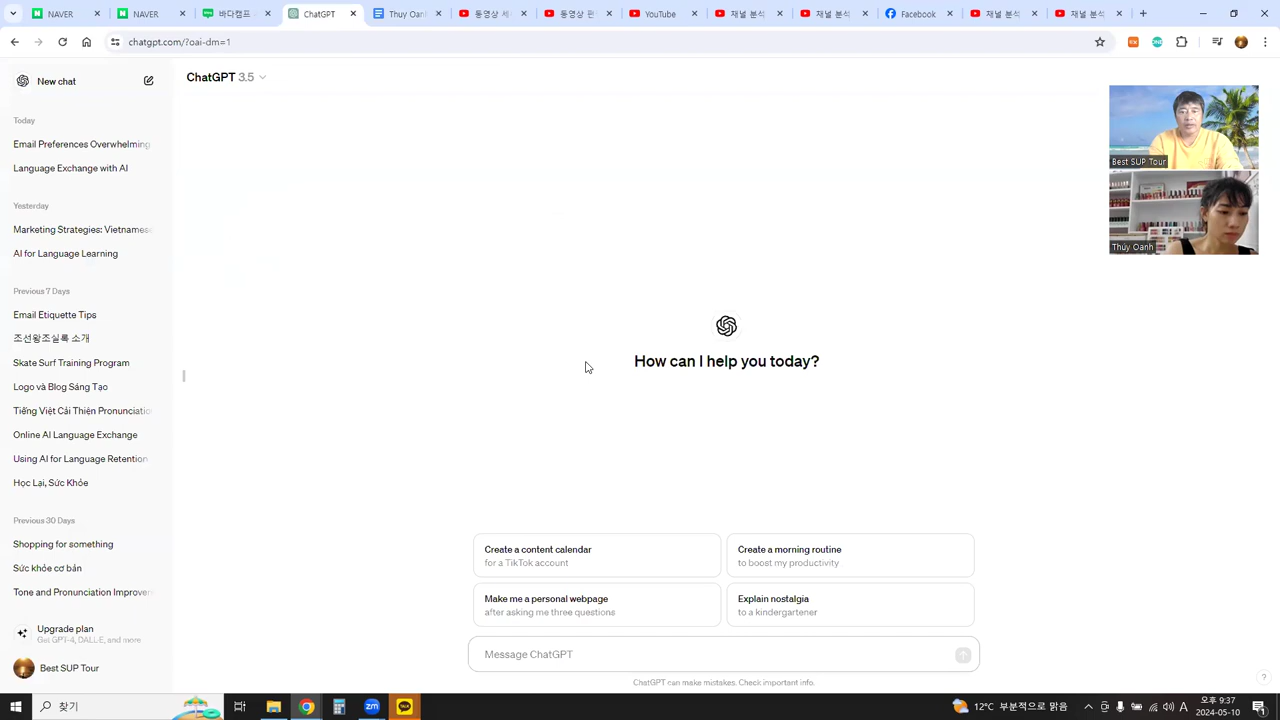 NAVER
NAVER
바다캠프
ChatGPT
Thuy Oanh
동영상 세
동영상 편
YouTube
채널 분석
채널 분석
Facebook
채널 분석
채널 분석
chatgpt.com/?oai-dm=1
New chat
ChatGPT 3.5
Today
Email Preferences Overwhelming
Language Exchange with AI
Yesterday
Marketing Strategies: Vietnamese
AI for Language Learning
Previous 7 Days
Email Etiquette Tips
조선왕조실록 소개
Skate Surf Training Program
Logo và Blog Sáng Tạo
Tiếng Việt Cải Thiện Pronunciation
Online AI Language Exchange
Using AI for Language Retention
Học Lại, Sức Khỏe
Previous 30 Days
Shopping for something
Sức khỏe cơ bản
Tone and Pronunciation Improvem
Upgrade plan
Get GPT-4, DALL·E, and more
Best SUP Tour
Best SUP Tour
Thúy Oanh
How can I help you today?
Create a content calendar
for a TikTok account
Create a morning routine
to boost my productivity
Make me a personal webpage
after asking me three questions
Explain nostalgia
to a kindergartener
Message ChatGPT
ChatGPT can make mistakes. Check important info.
?
찾기
zm
TALK
12°C 부분적으로 맑음
A
오후 9:37
2024-05-10